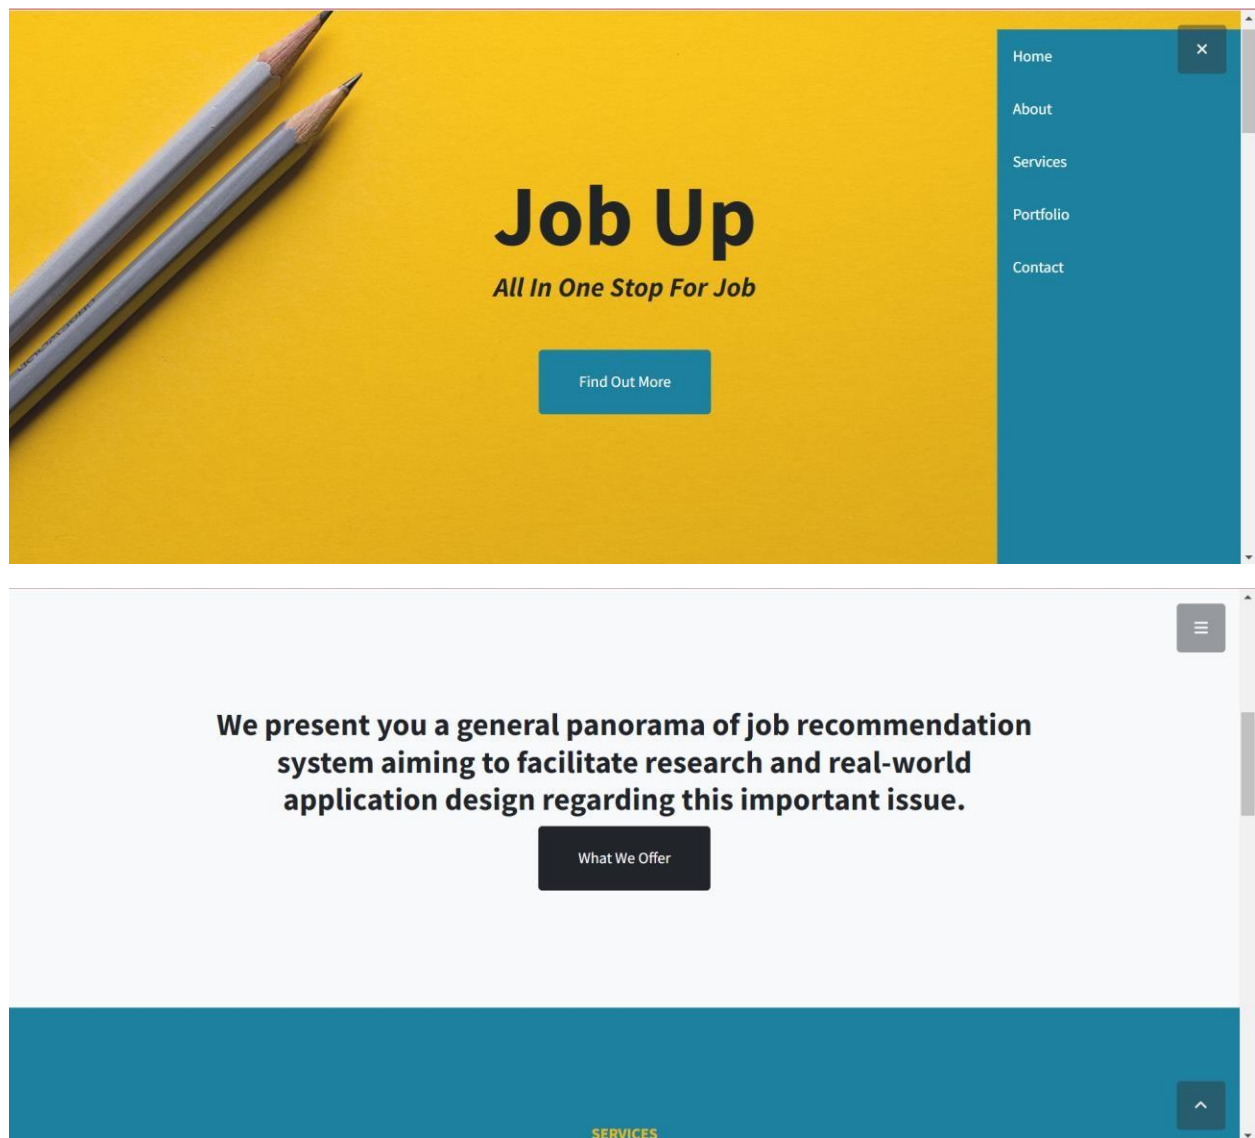 Home
About
Services
Portfolio
Contact
Job Up
All In One Stop For Job
Find Out More
We present you a general panorama of job recommendation
system aiming to facilitate research and real-world
application design regarding this important issue.
What We Offer
SERVICES